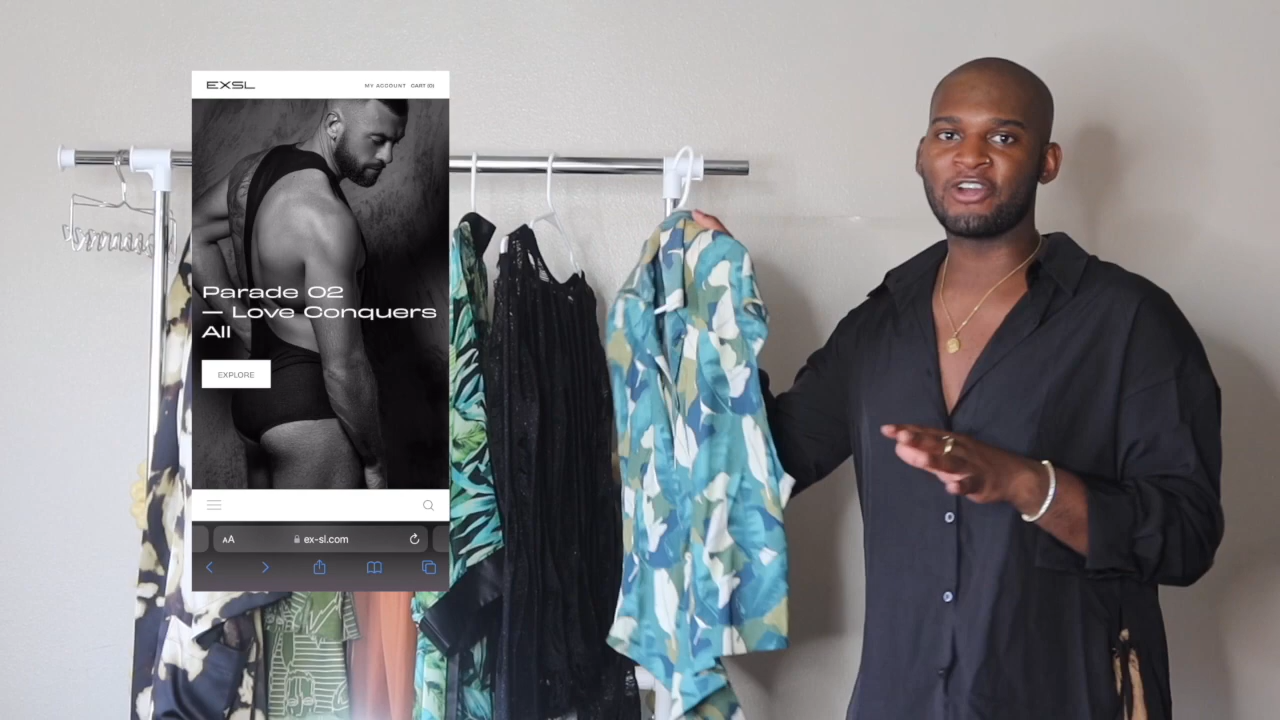 EXSL
MY ACCOUNT CART (0)
Parade 02
— Love Conquers
All
EXPLORE
AA
ex-sl.com